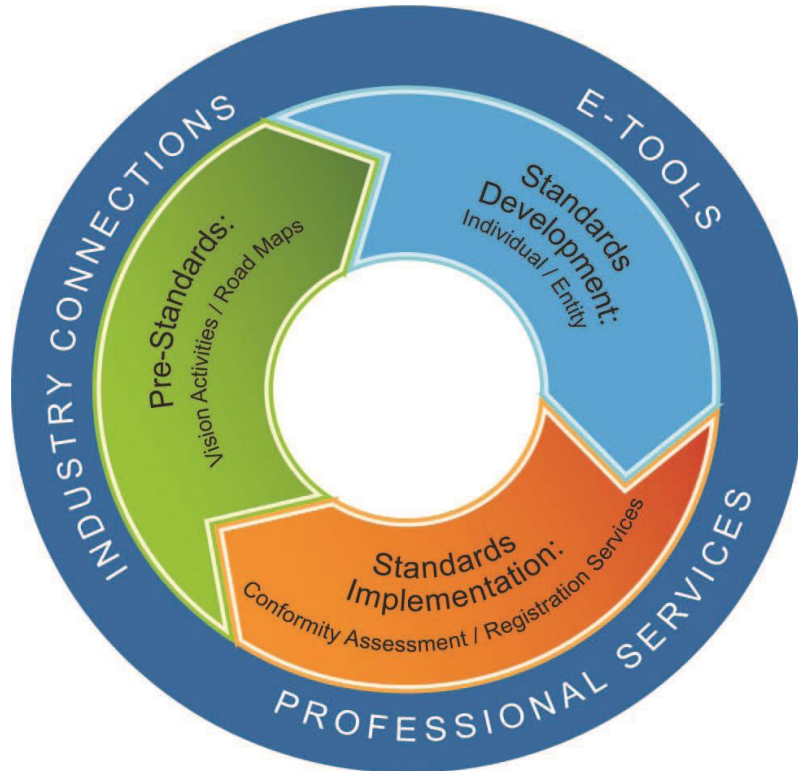 INDUSTRY CONNECTIONS
E-TOOLS
PROFESSIONAL SERVICES
Pre-Standards:
Vision Activities / Road Maps
Standards
Development:
Individual / Entity
Standards
Implementation:
Conformity Assessment / Registration Services